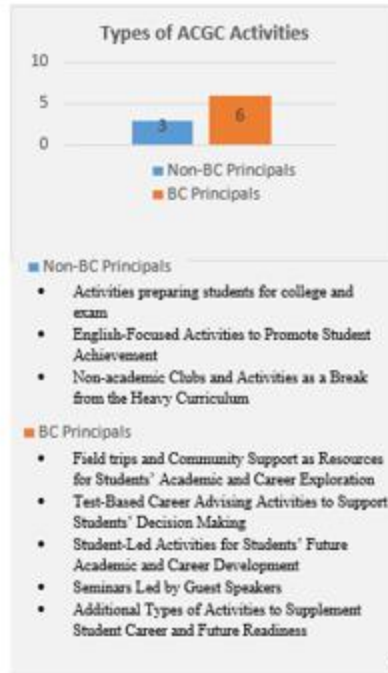 Types of ACGC Activities
10
5
0
3
6
Non-BC Principals
BC Principals
Non-BC Principals
• Activities preparing students for college and
exam
• English-Focused Activities to Promote Student
Achievement
• Non-academic Clubs and Activities as a Break
from the Heavy Curriculum
BC Principals
• Field trips and Community Support as Resources
for Students' Academic and Career Exploration
• Test-Based Career Advising Activities to Support
Students' Decision Making
• Student-Led Activities for Students' Future
Academic and Career Development
• Seminars Led by Guest Speakers
• Additional Types of Activities to Supplement
Student Career and Future Readiness